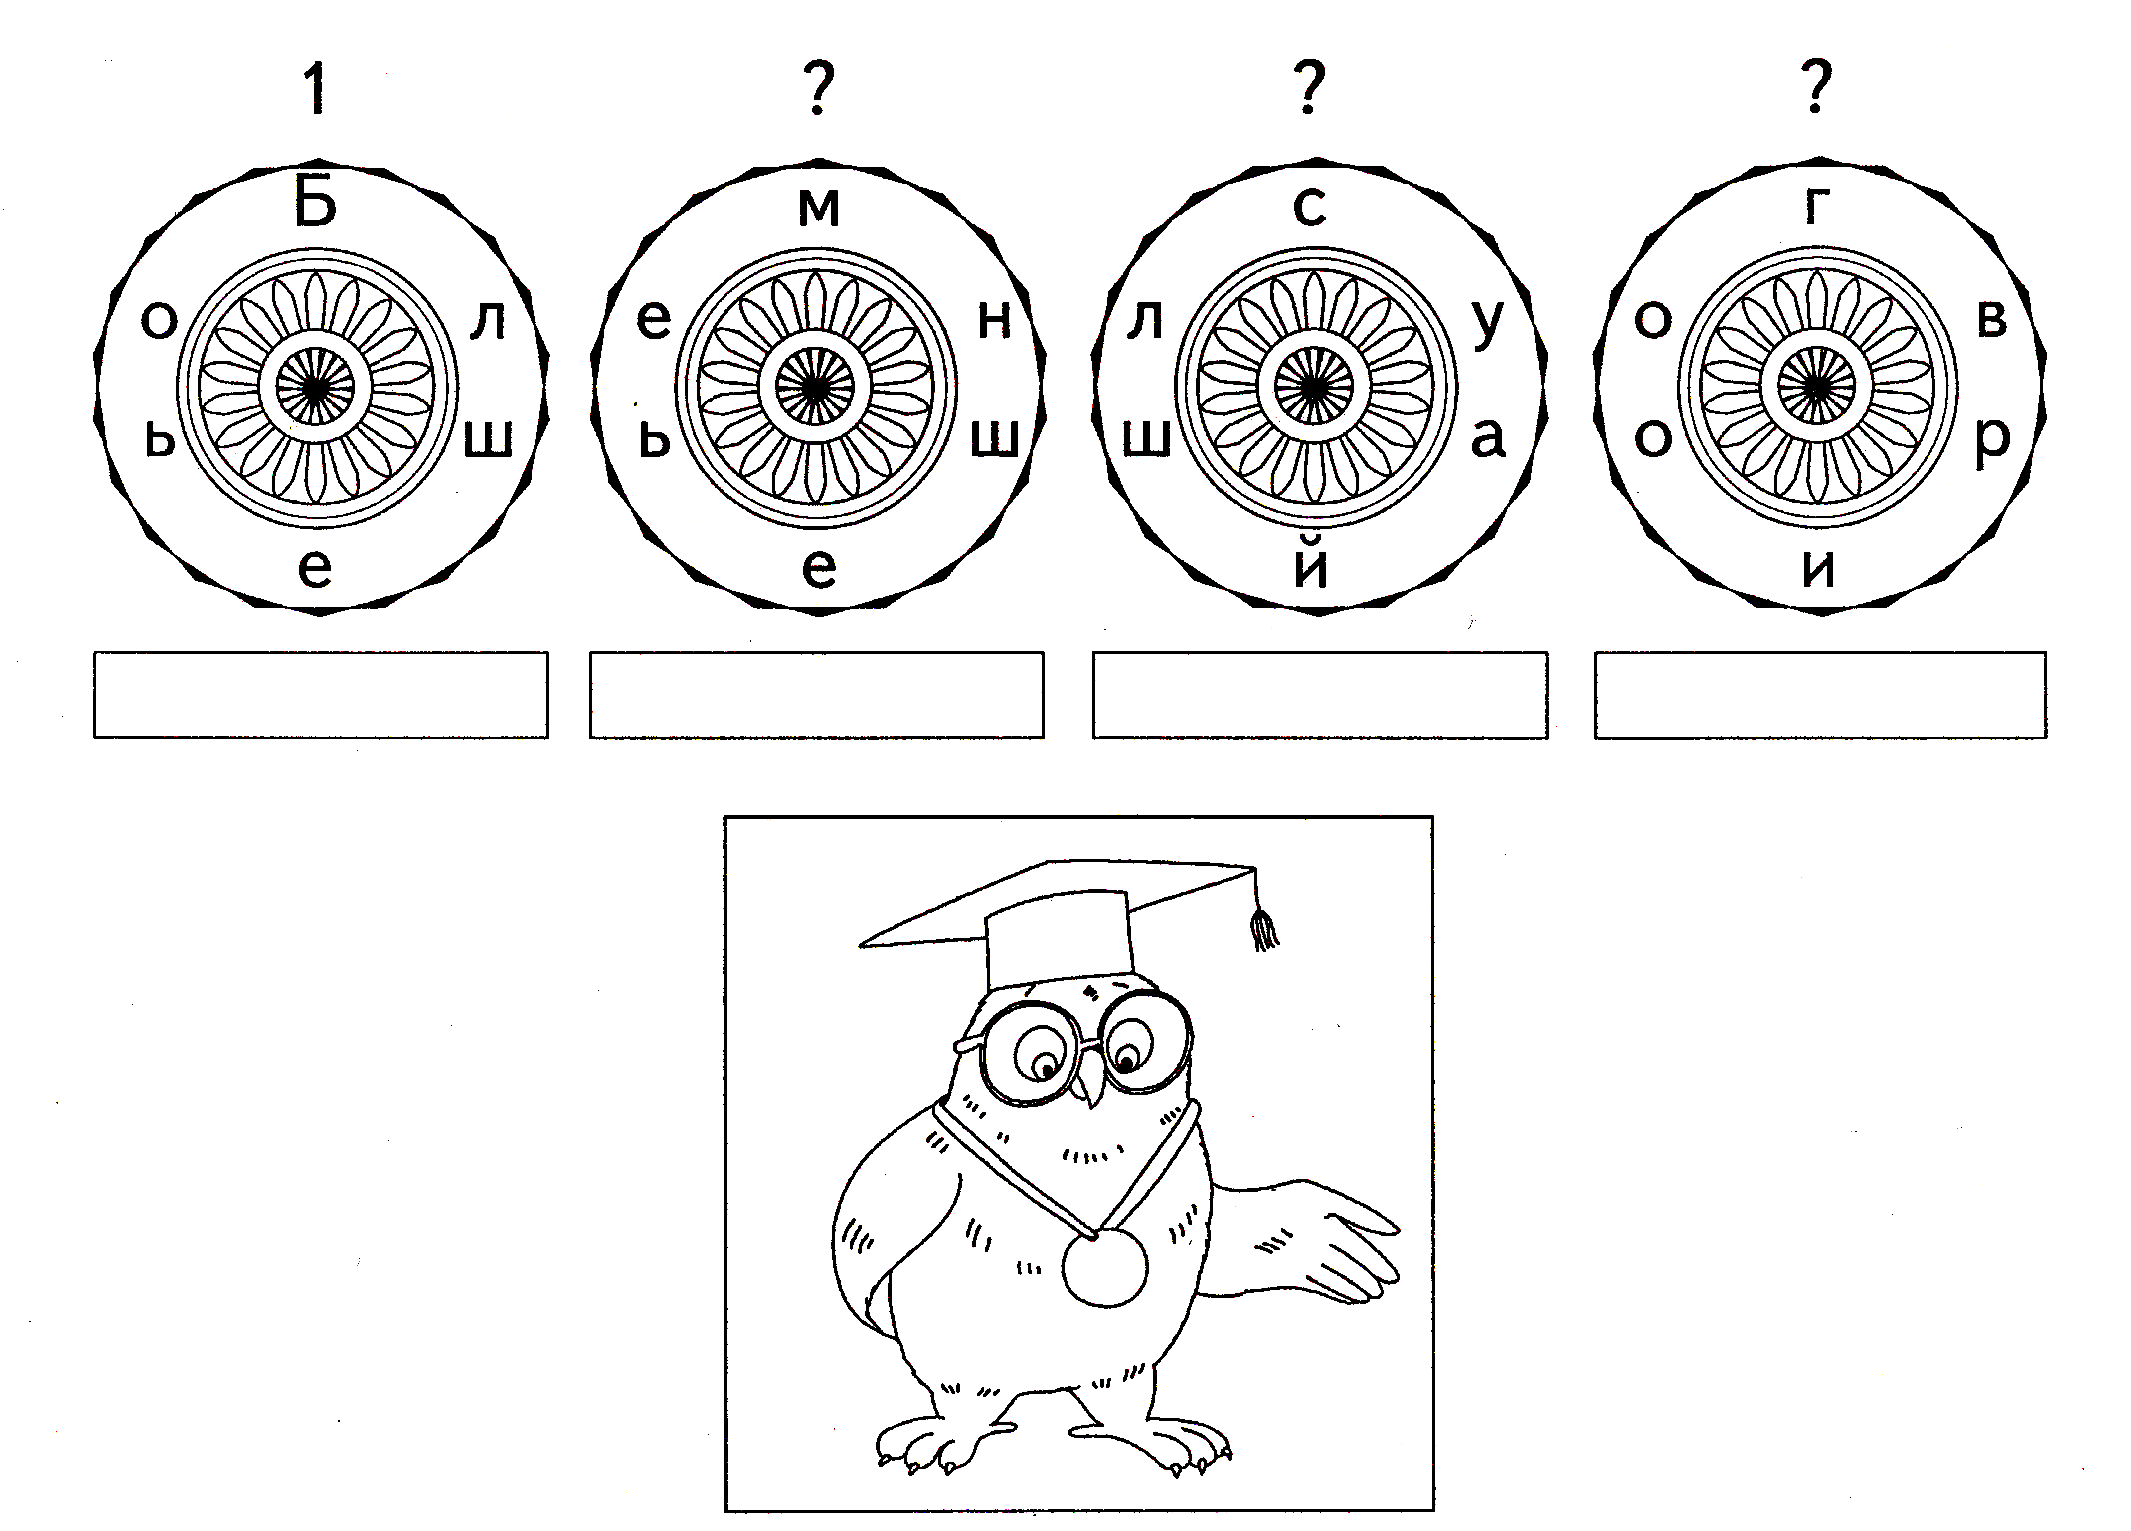 1 ? ? ?
Б м с г
о л е н л у о в
ь ш ь ш ш а о р
е е й и